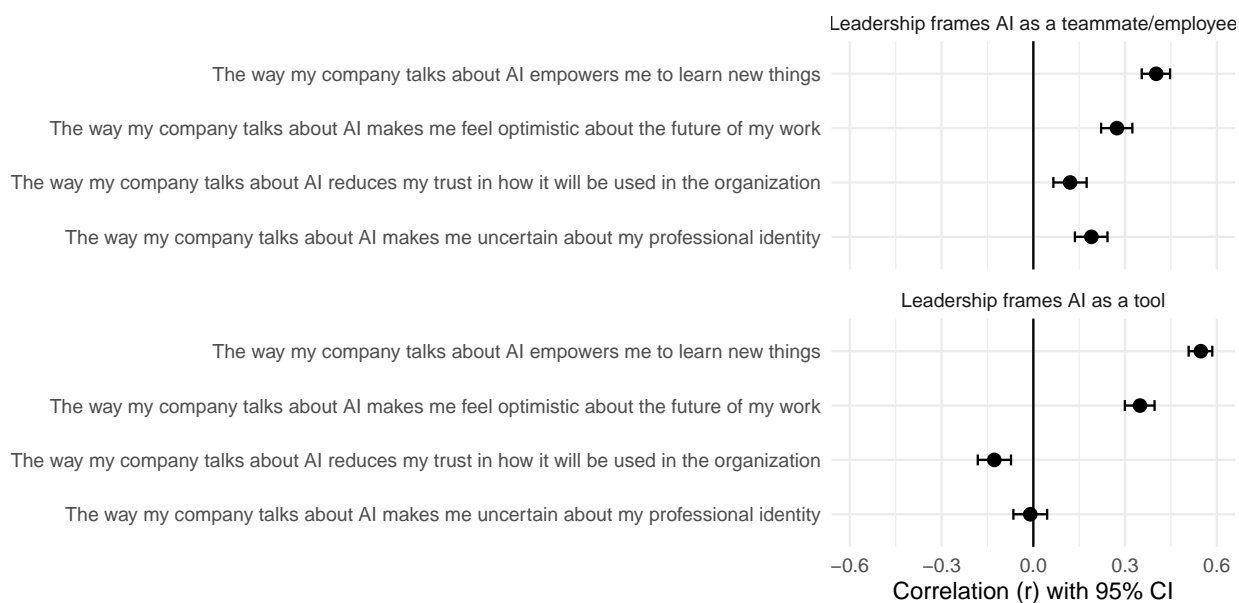 Leadership frames AI as a teammate/employee
The way my company talks about AI empowers me to learn new things
The way my company talks about AI makes me feel optimistic about the future of my work
The way my company talks about AI reduces my trust in how it will be used in the organization
The way my company talks about AI makes me uncertain about my professional identity
Leadership frames AI as a tool
The way my company talks about AI empowers me to learn new things
The way my company talks about AI makes me feel optimistic about the future of my work
The way my company talks about AI reduces my trust in how it will be used in the organization
The way my company talks about AI makes me uncertain about my professional identity
−0.6 −0.3 0.0 0.3 0.6
Correlation (r) with 95% CI